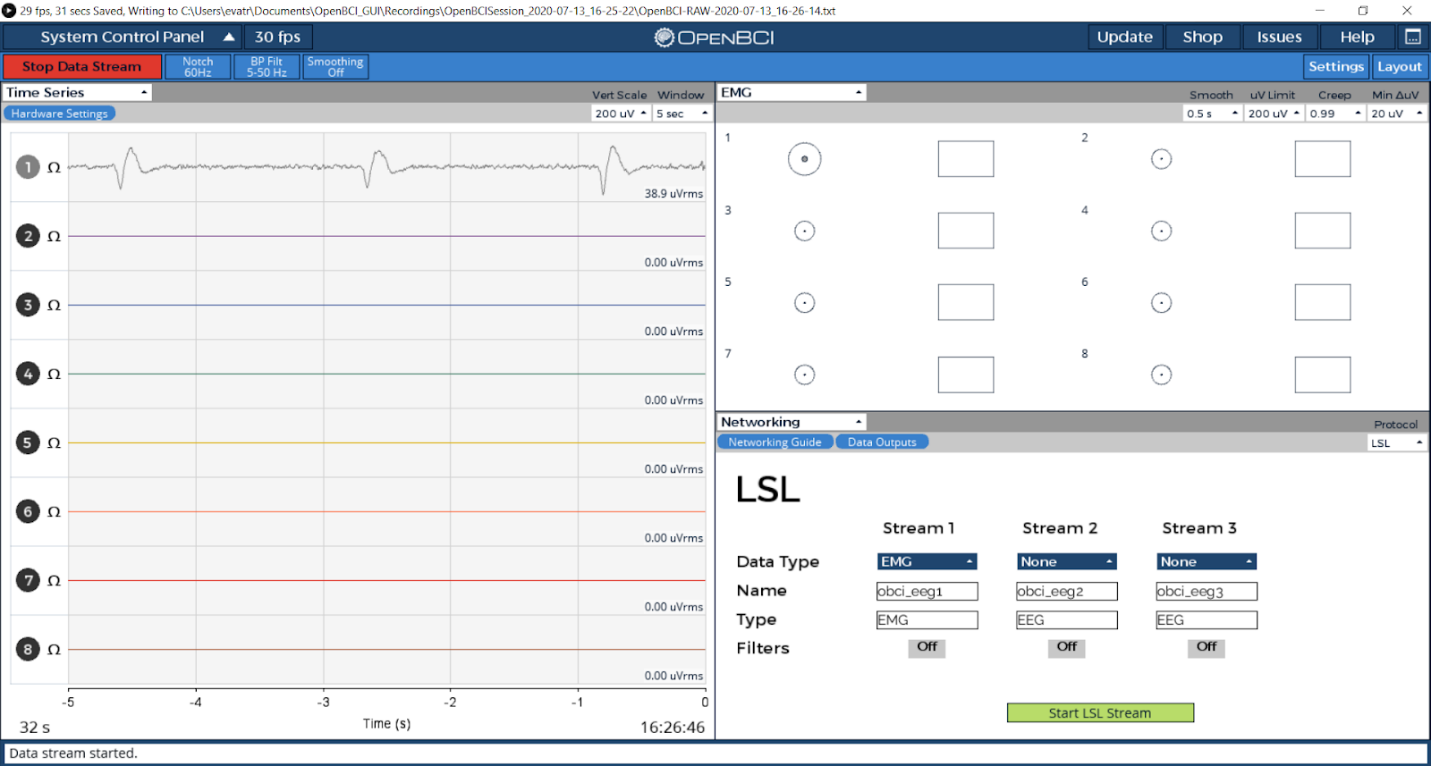 29 fps, 31 secs Saved, Writing to C:\Users\evatr\Documents\OpenBCI_GUI\Recordings\OpenBCISession_2020-07-13_16-25-22\OpenBCI-RAW-2020-07-13_16-26-14.txt
System Control Panel 30 fps OPENBCI Update Shop Issues Help
Stop Data Stream Notch 60Hz BP Filt 5-50 Hz Smoothing Off Settings Layout
Time Series Vert Scale Window
Hardware Settings 200 uV 5 sec
1 Ω 38.9 uVrms
2 Ω 0.00 uVrms
3 Ω 0.00 uVrms
4 Ω 0.00 uVrms
5 Ω 0.00 uVrms
6 Ω 0.00 uVrms
7 Ω 0.00 uVrms
8 Ω 0.00 uVrms
-5 -4 -3 -2 -1 0
32 s Time (s) 16:26:46
EMG Smooth uV Limit Creep Min ΔuV
0.5 s 200 uV 0.99 20 uV
1 2
3 4
5 6
7 8
Networking Protocol
Networking Guide Data Outputs LSL
LSL
Stream 1 Stream 2 Stream 3
Data Type EMG None None
Name obci_eeg1 obci_eeg2 obci_eeg3
Type EMG EEG EEG
Filters Off Off Off
Start LSL Stream
Data stream started.